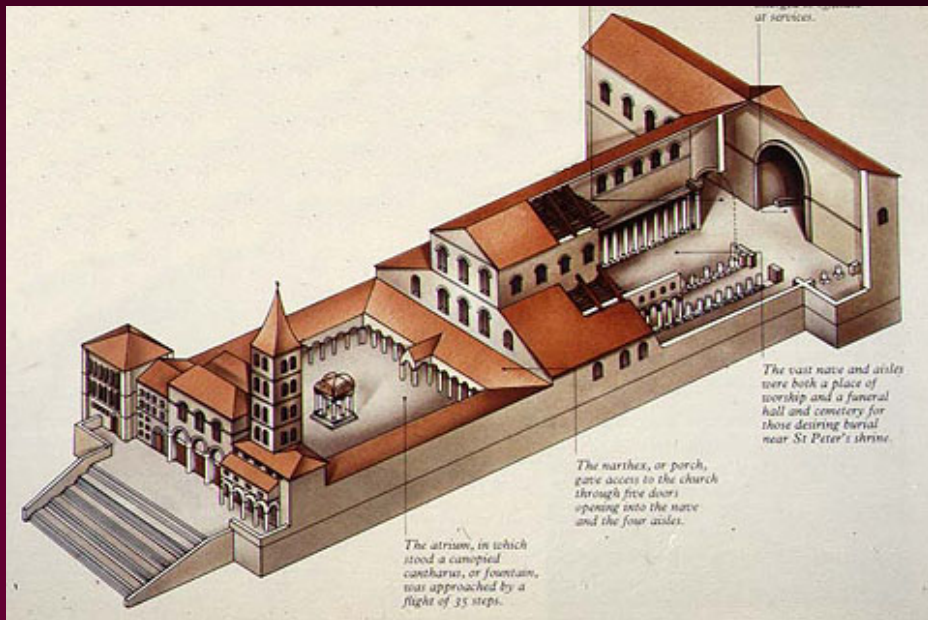 at services.
The vast nave and aisles
were both a place of
worship and a funeral
hall and cemetery for
those desiring burial
near St Peter's shrine.
The narthex, or porch,
gave access to the church
through five doors
opening into the nave
and the four aisles.
The atrium, in which
stood a canopied
cantharus, or fountain,
was approached by a
flight of 35 steps.